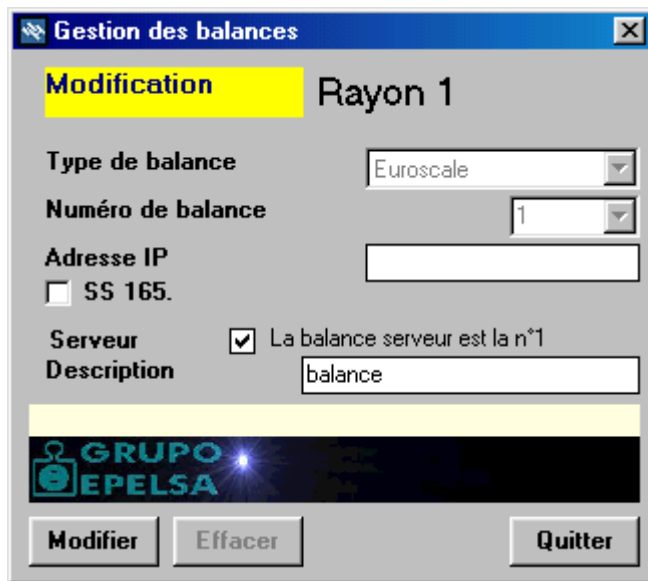 Gestion des balances
Modification
Rayon 1
Type de balance
Euroscale
Numéro de balance
1
Adresse IP
SS 165.
Serveur
La balance serveur est la n°1
Description
balance
GRUPO
EPELSA
Modifier
Effacer
Quitter